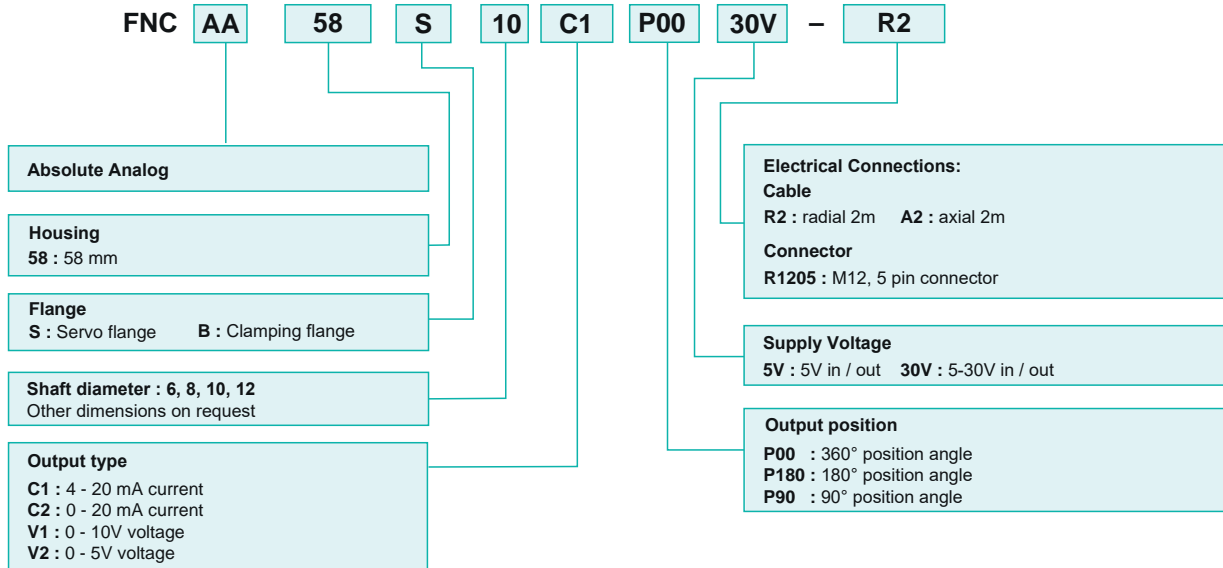 FNC AA 58 S 10 C1 P00 30V – R2
Absolute Analog
Housing
58 : 58 mm
Flange
S : Servo flange B : Clamping flange
Shaft diameter : 6, 8, 10, 12
Other dimensions on request
Output type
C1 : 4 - 20 mA current
C2 : 0 - 20 mA current
V1 : 0 - 10V voltage
V2 : 0 - 5V voltage
Electrical Connections:
Cable
R2 : radial 2m A2 : axial 2m
Connector
R1205 : M12, 5 pin connector
Supply Voltage
5V : 5V in / out 30V : 5-30V in / out
Output position
P00 : 360° position angle
P180 : 180° position angle
P90 : 90° position angle